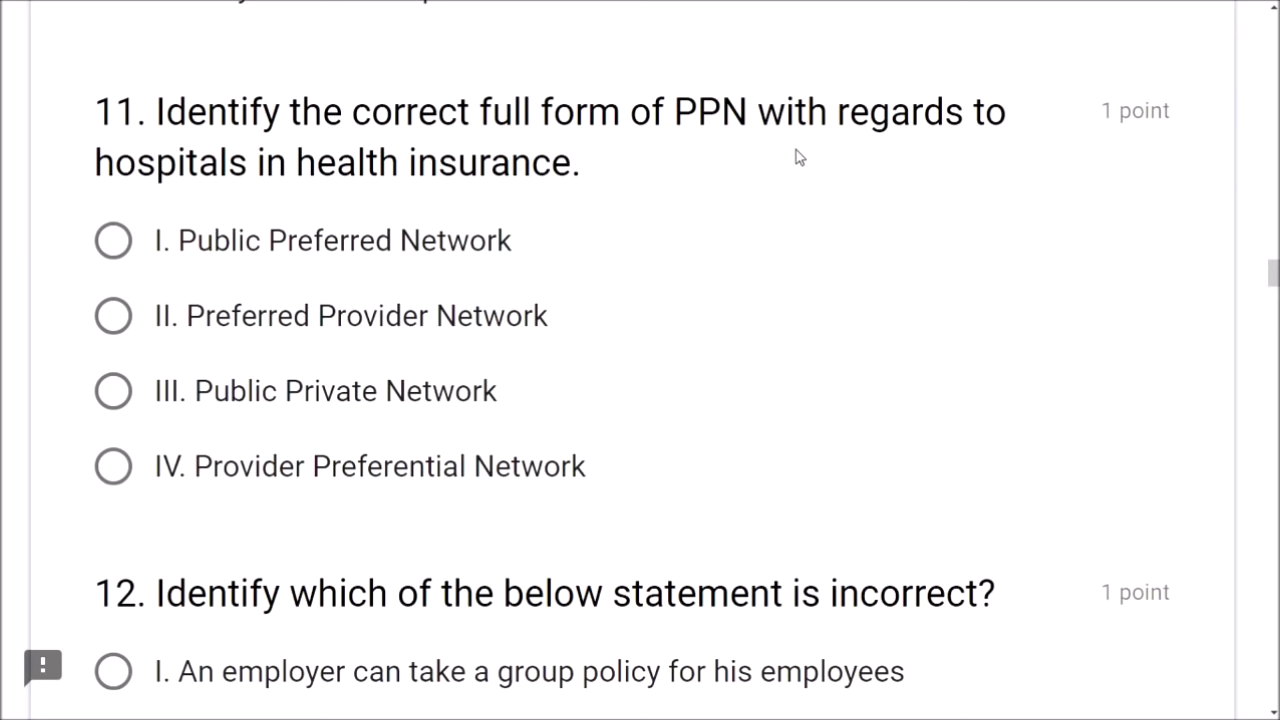 11. Identify the correct full form of PPN with regards to
1 point
hospitals in health insurance.
I. Public Preferred Network
II. Preferred Provider Network
III. Public Private Network
IV. Provider Preferential Network
12. Identify which of the below statement is incorrect?
1 point
I. An employer can take a group policy for his employees